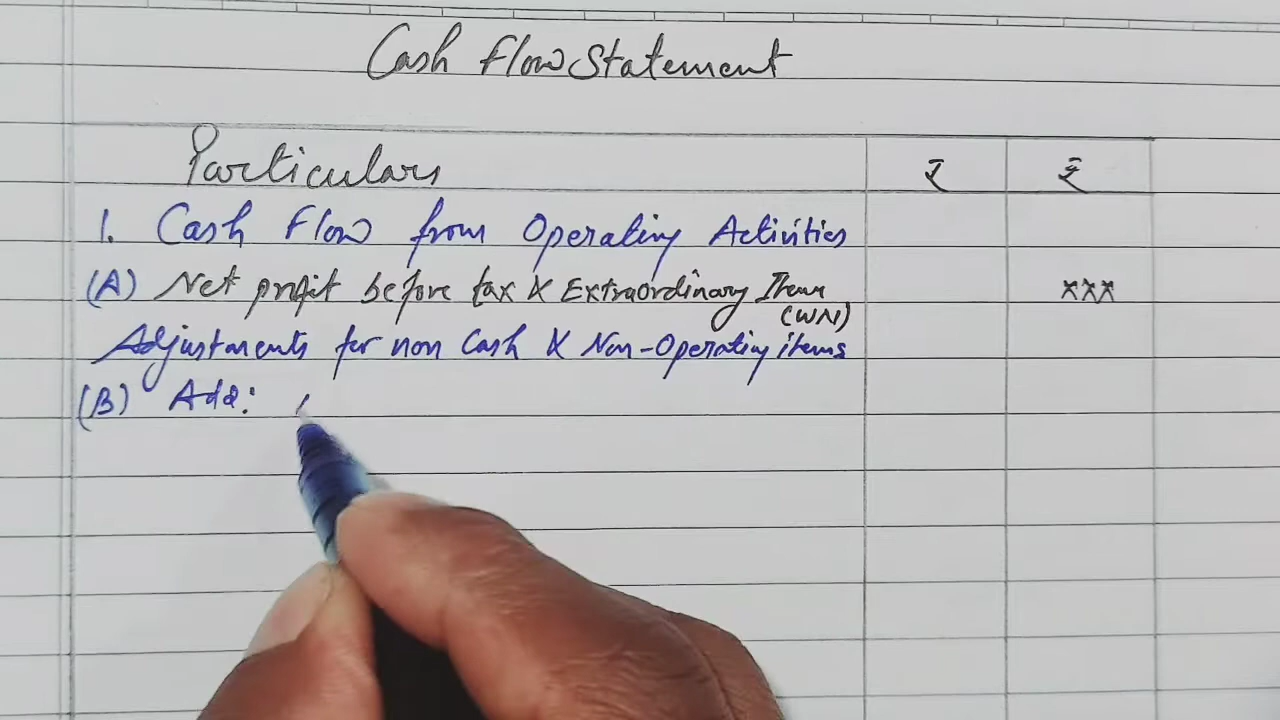 Cash Flow Statement
Particulars ₹ ₹
1. Cash Flow from Operating Activities
(A) Net profit before tax & Extraordinary Items xxx
(WN)
Adjustments for non Cash & Non-Operating items
(B) Add: